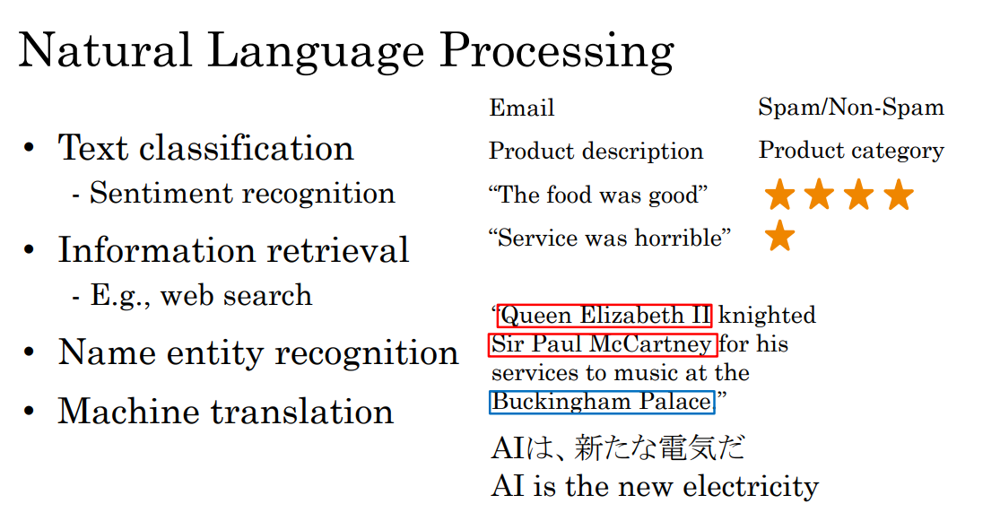 Natural Language Processing
• Text classification
- Sentiment recognition
• Information retrieval
- E.g., web search
• Name entity recognition
• Machine translation
Email Spam/Non-Spam
Product description Product category
“The food was good”
“Service was horrible”
“Queen Elizabeth II knighted
Sir Paul McCartney for his
services to music at the
Buckingham Palace.”
AIは、新たな電気だ
AI is the new electricity